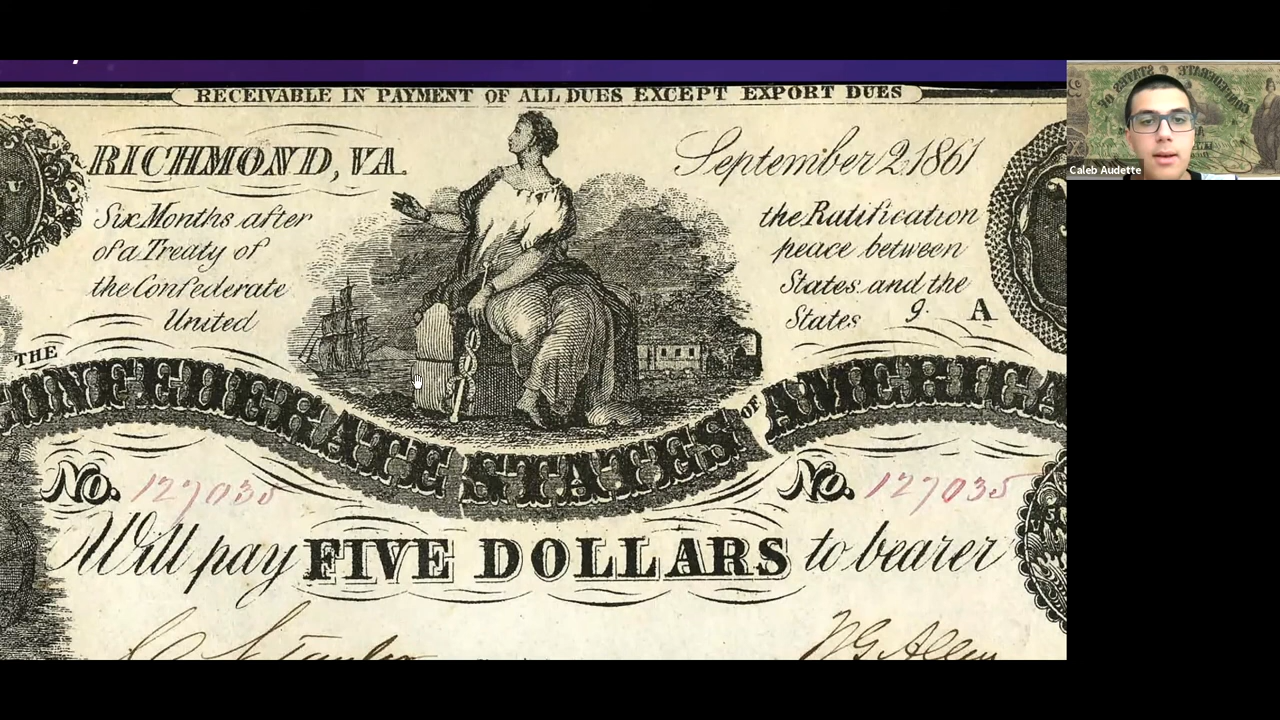 RECEIVABLE IN PAYMENT OF ALL DUES EXCEPT EXPORT DUES
RICHMOND, VA. September 2, 1861
Six Months after the Ratification
of a Treaty of peace between
the Confederate States and the
United States 9. A
THE CONFEDERATE STATES OF AMERICA
No. 127035 No. 127035
Will pay FIVE DOLLARS to bearer
Caleb Audette